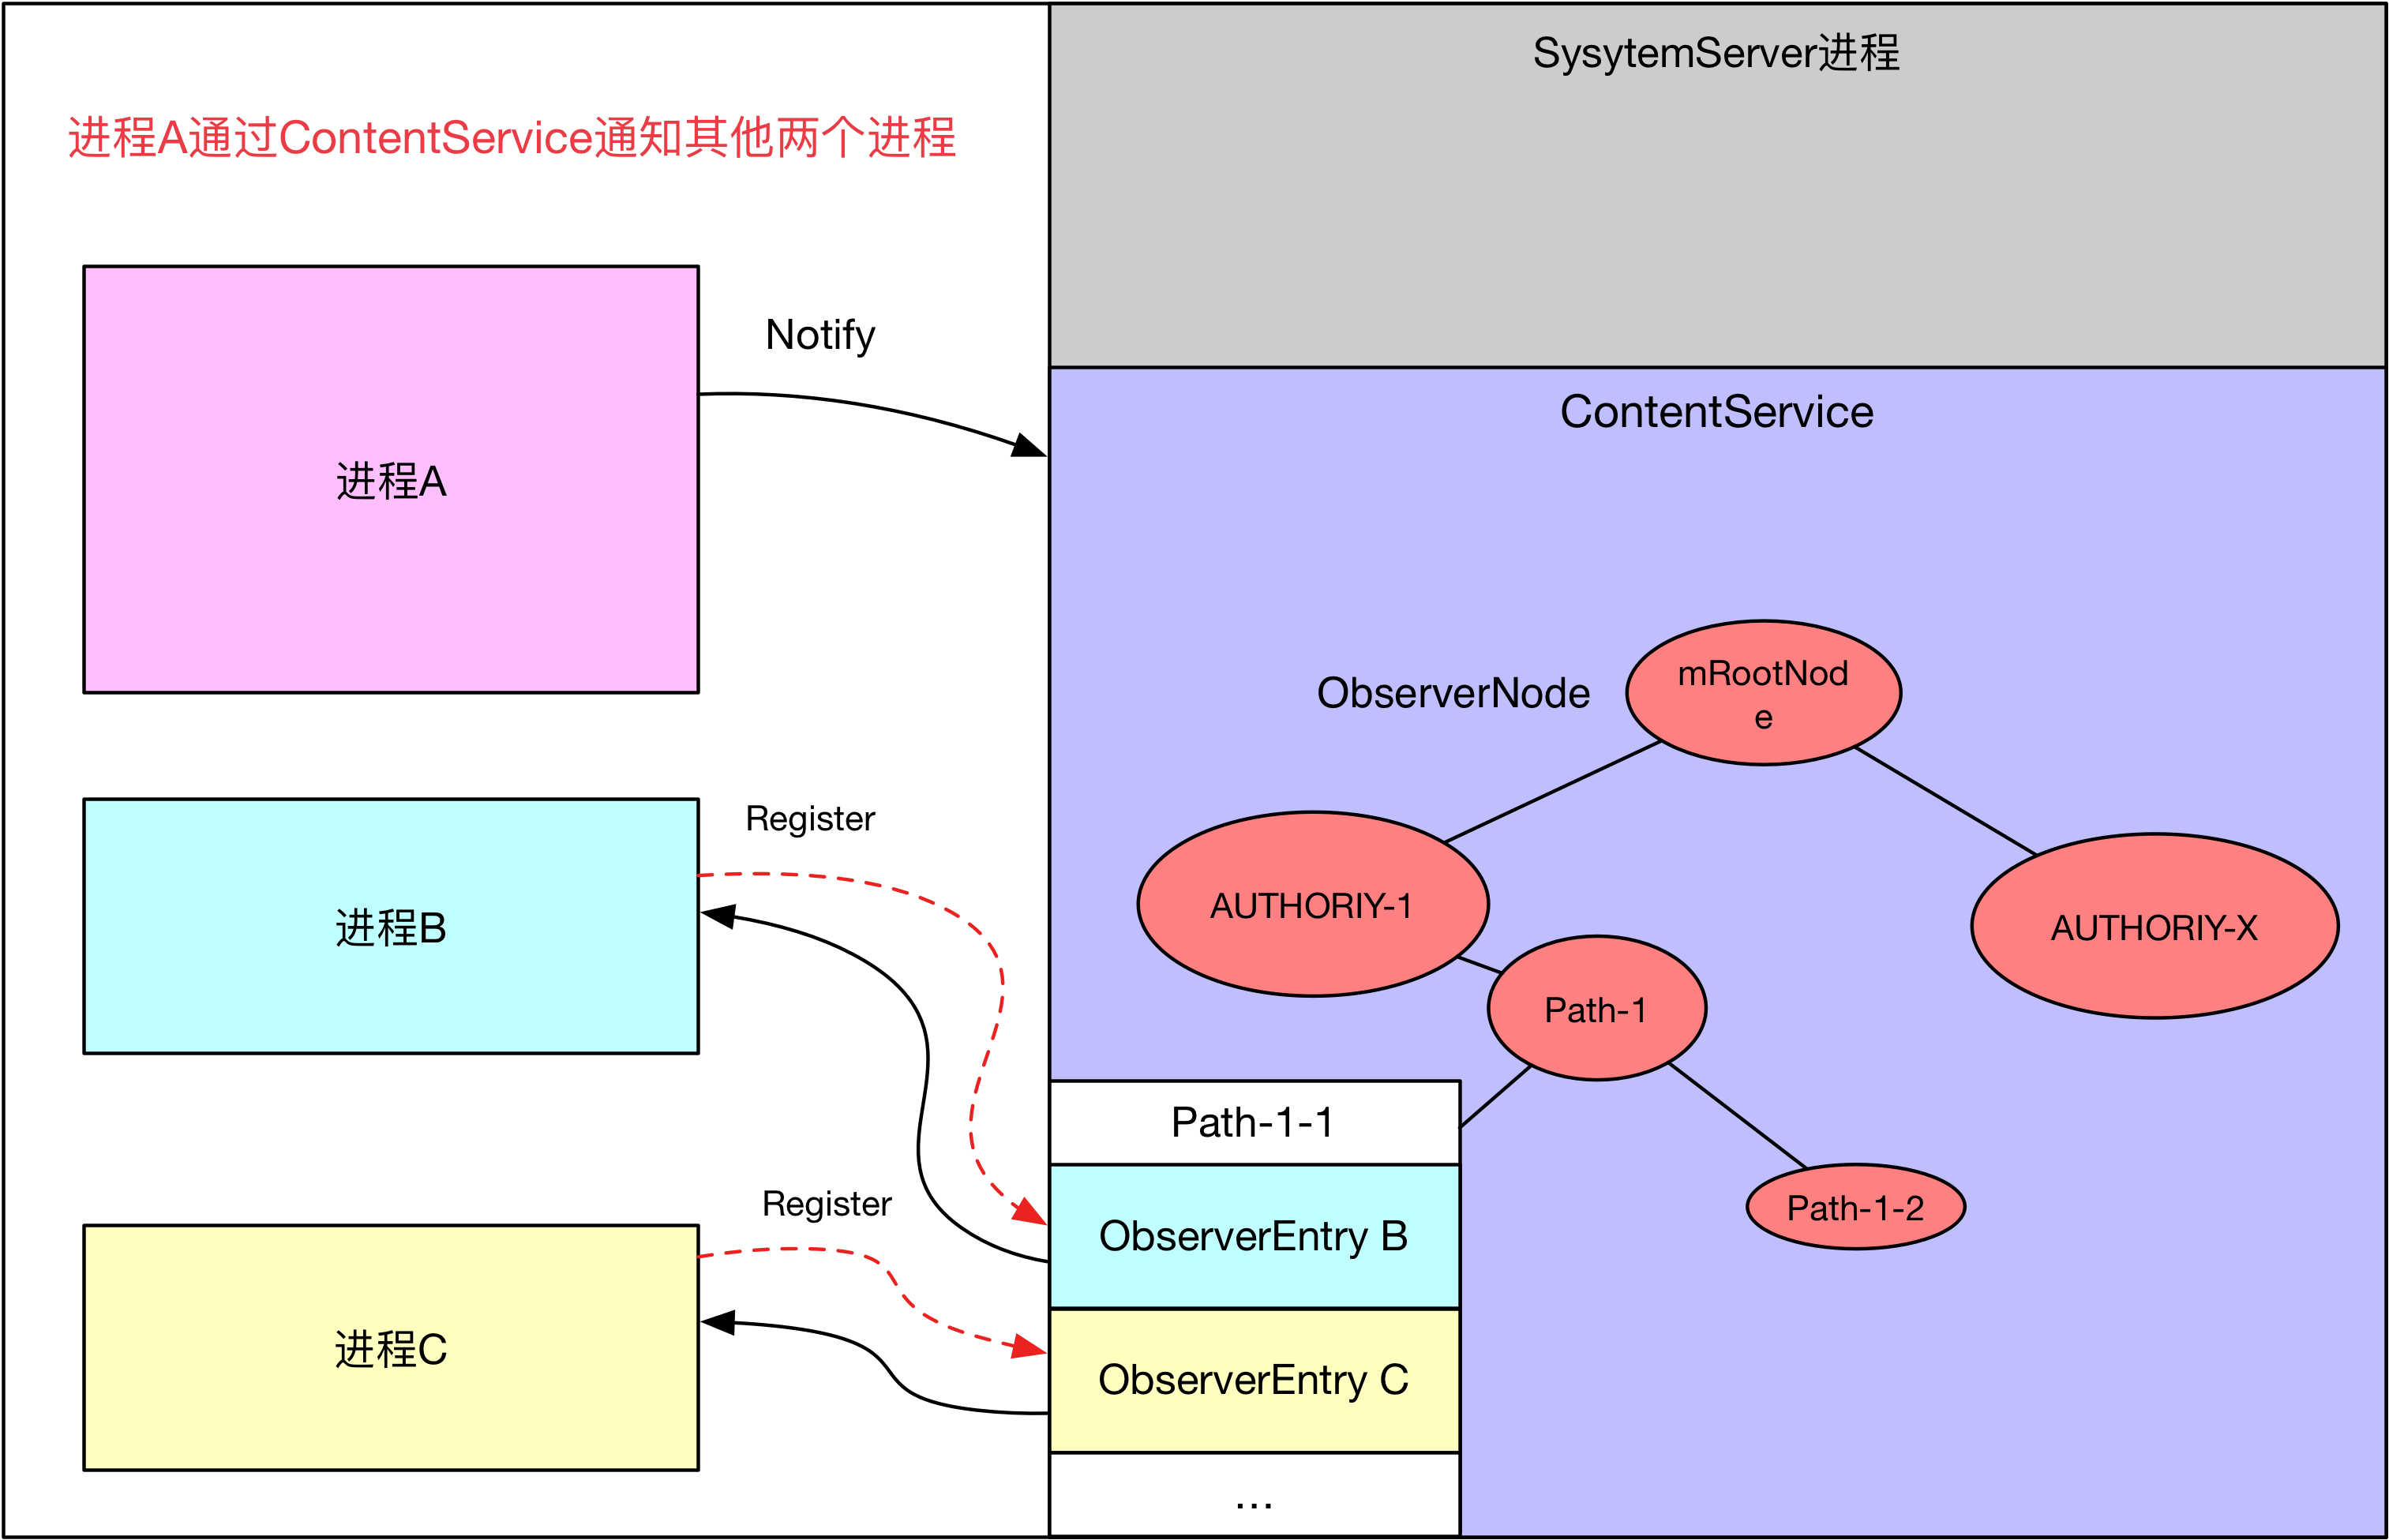 SysytemServer进程
进程A通过ContentService通知其他两个进程
Notify
ContentService
进程A
mRootNod
e
ObserverNode
Register
AUTHORIY-1
AUTHORIY-X
进程B
Path-1
Path-1-1
Register
Path-1-2
ObserverEntry B
进程C
ObserverEntry C
...